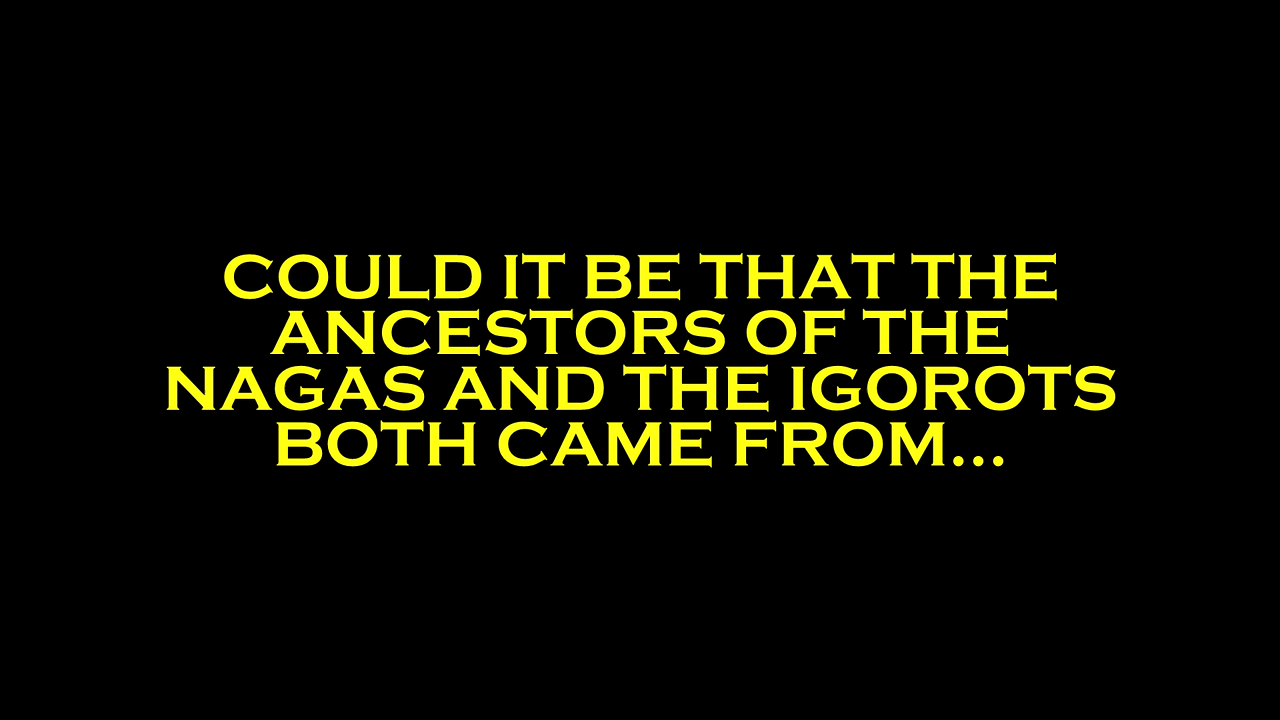 COULD IT BE THAT THE
ANCESTORS OF THE
NAGAS AND THE IGOROTS
BOTH CAME FROM...